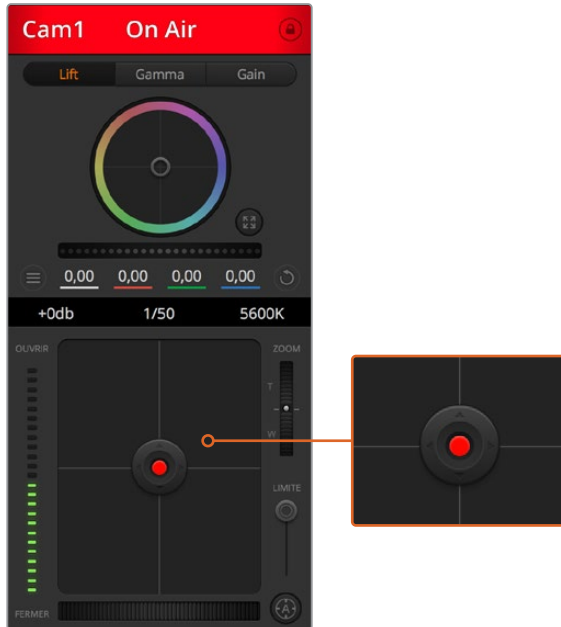 Cam1 On Air
Lift Gamma Gain
0,00 0,00 0,00 0,00
+0db 1/50 5600K
OUVRIR ZOOM
T
W
LIMITE
FERMER A